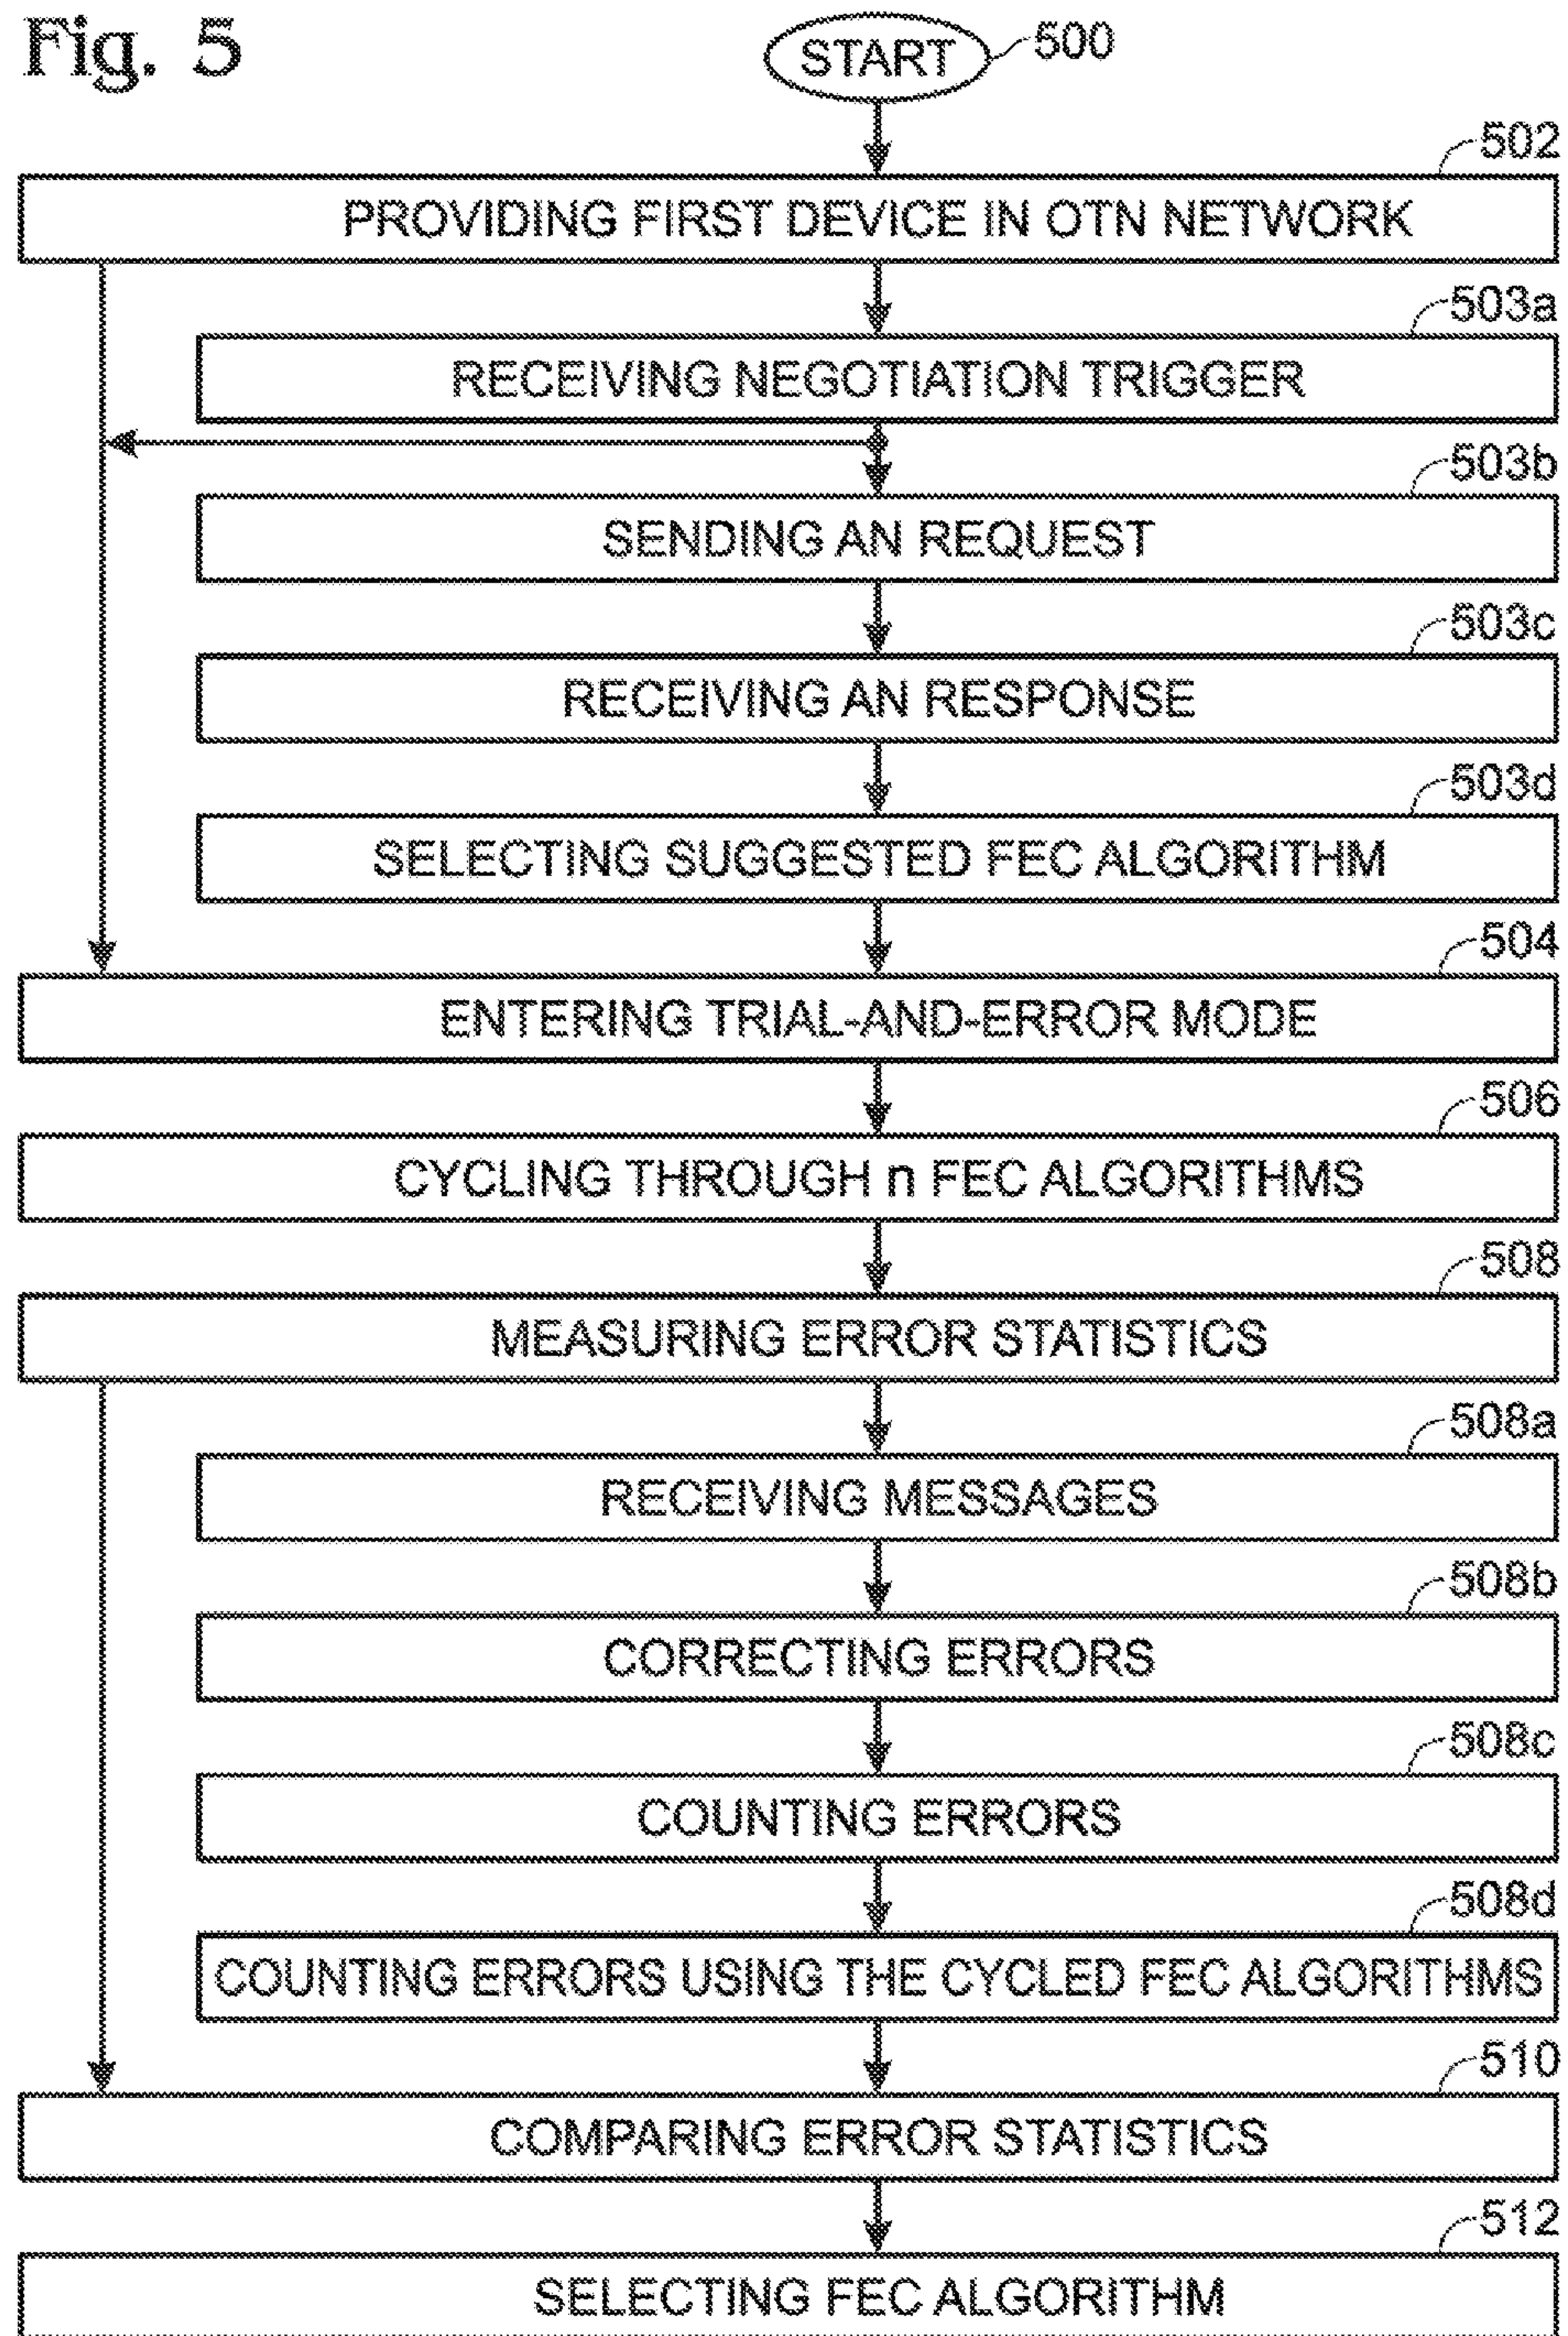 Fig. 5
START
500
502
PROVIDING FIRST DEVICE IN OTN NETWORK
503a
RECEIVING NEGOTIATION TRIGGER
503b
SENDING AN REQUEST
503c
RECEIVING AN RESPONSE
503d
SELECTING SUGGESTED FEC ALGORITHM
504
ENTERING TRIAL-AND-ERROR MODE
506
CYCLING THROUGH n FEC ALGORITHMS
508
MEASURING ERROR STATISTICS
508a
RECEIVING MESSAGES
508b
CORRECTING ERRORS
508c
COUNTING ERRORS
508d
COUNTING ERRORS USING THE CYCLED FEC ALGORITHMS
510
COMPARING ERROR STATISTICS
512
SELECTING FEC ALGORITHM